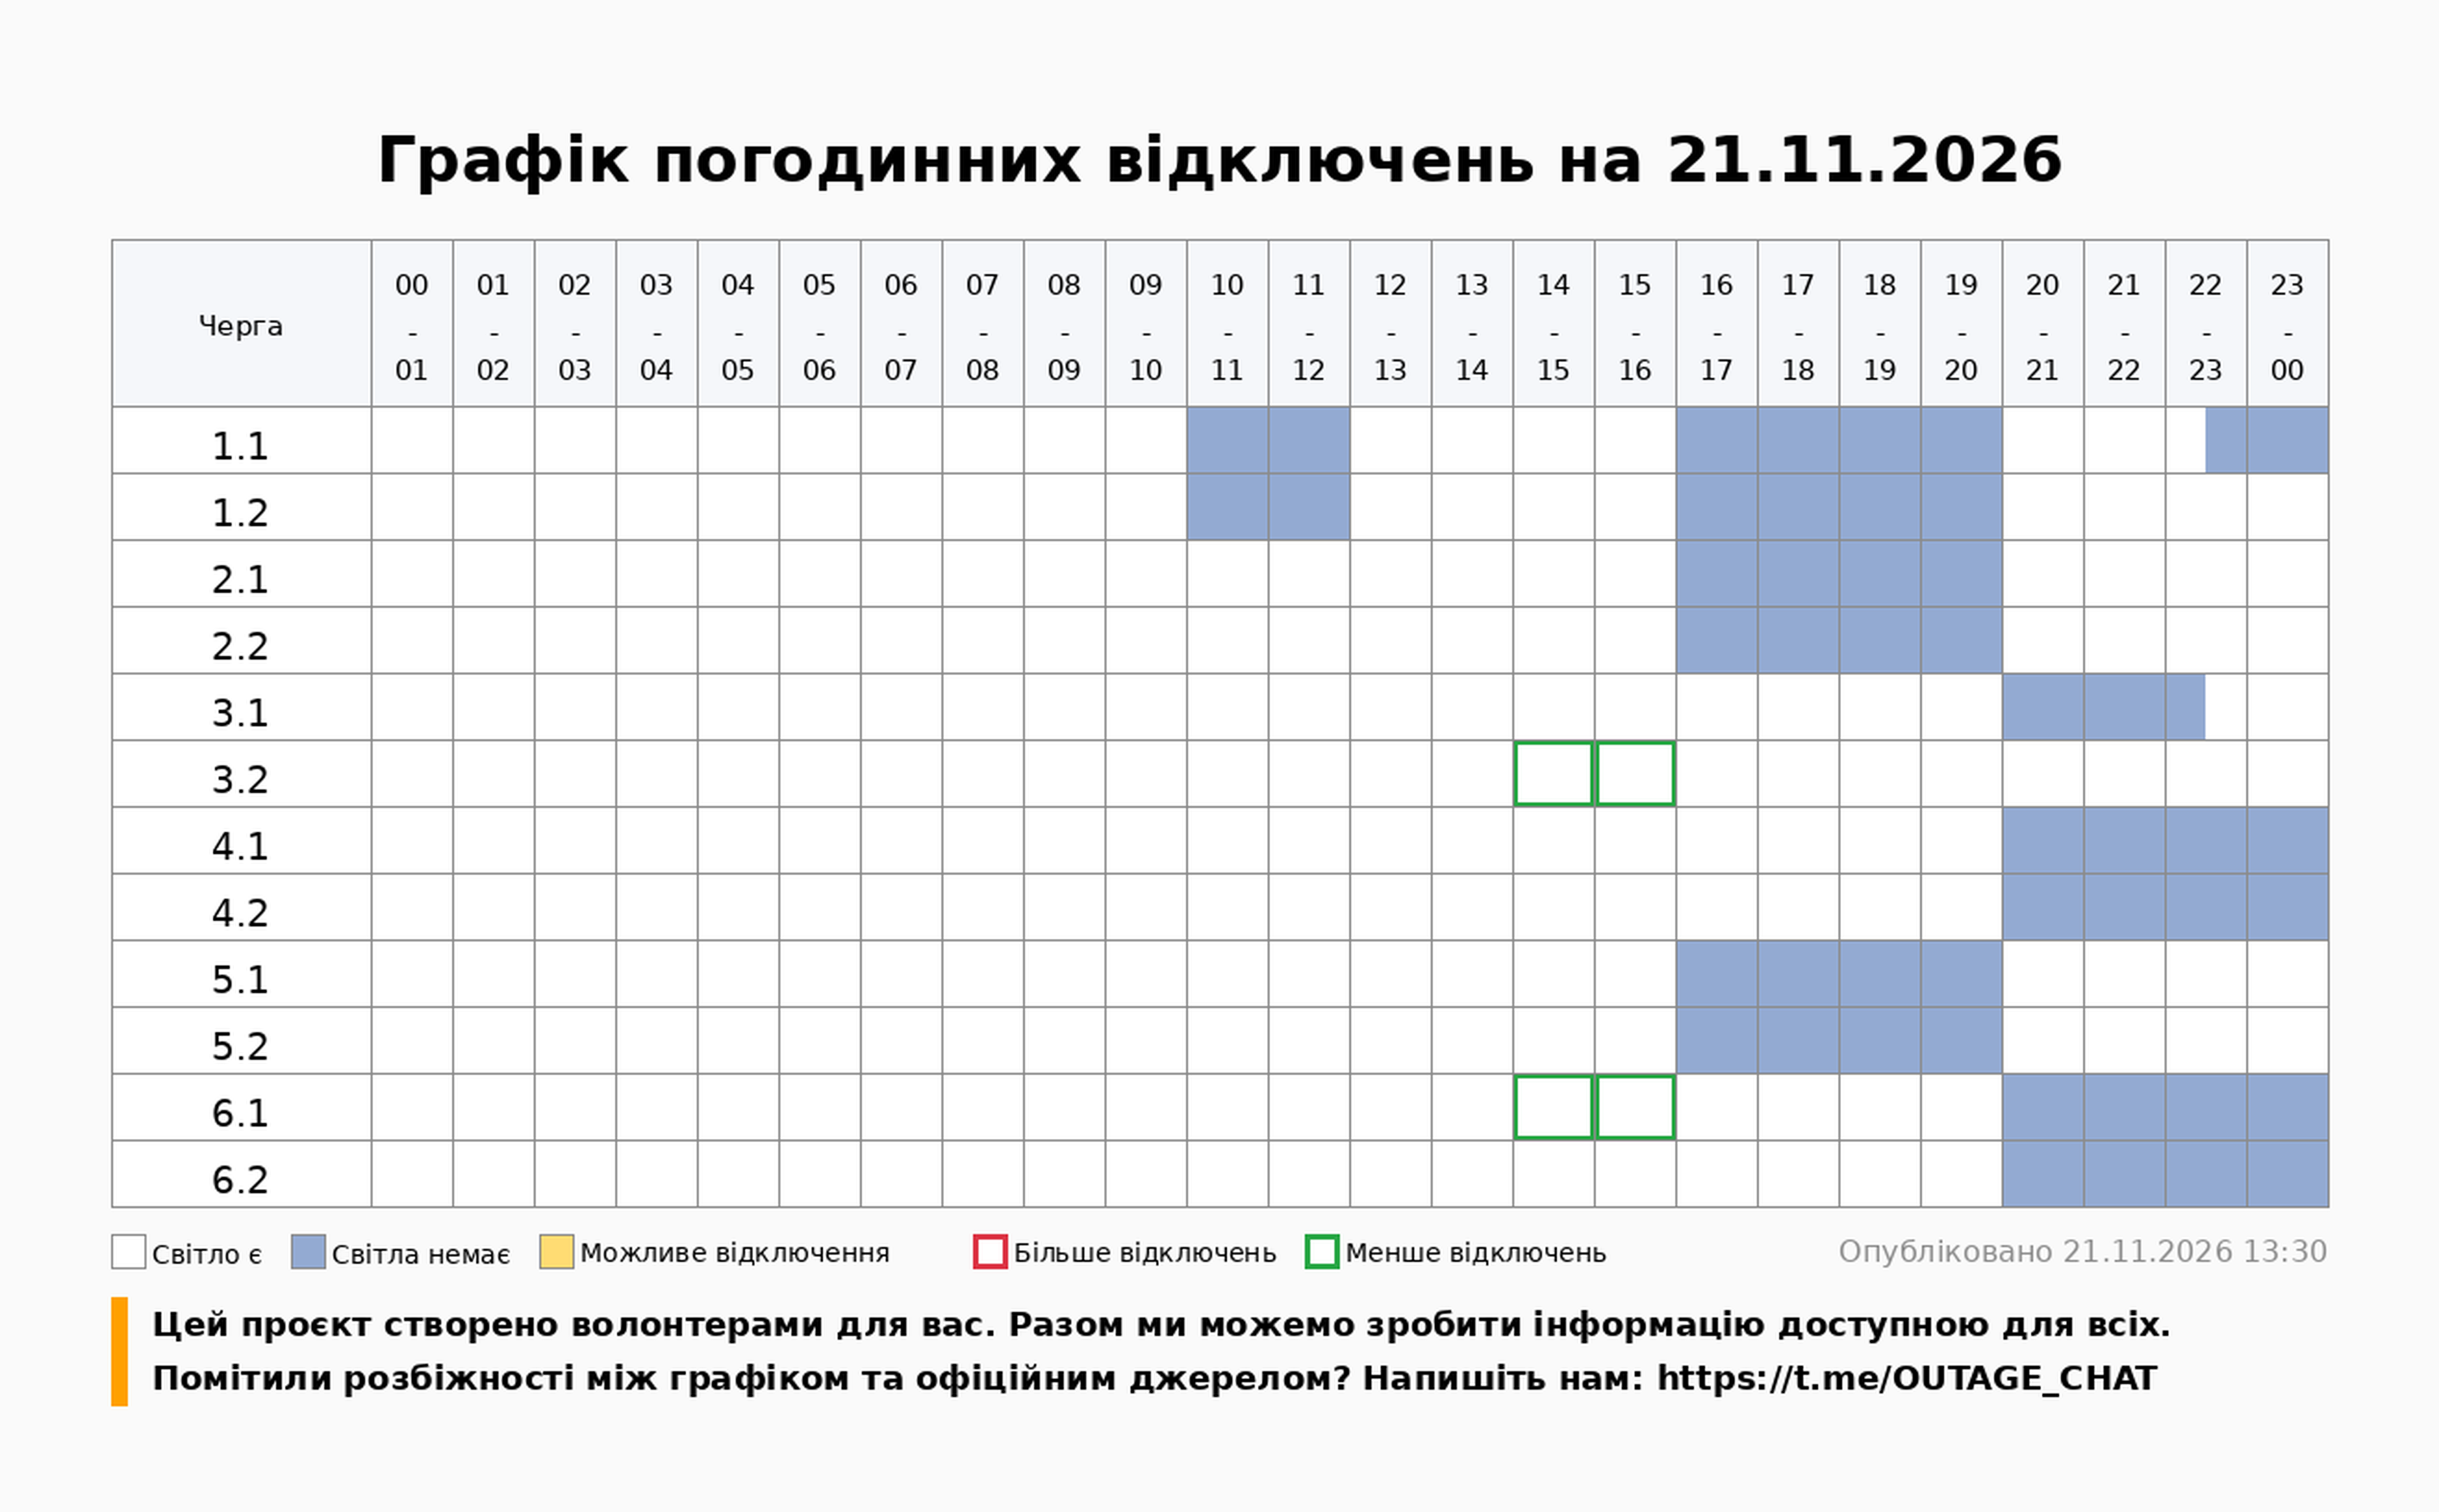 Графік погодинних відключень на 21.11.2026
Черга 00 - 01 01 - 02 02 - 03 03 - 04 04 - 05 05 - 06 06 - 07 07 - 08 08 - 09 09 - 10 10 - 11 11 - 12 12 - 13 13 - 14 14 - 15 15 - 16 16 - 17 17 - 18 18 - 19 19 - 20 20 - 21 21 - 22 22 - 23 23 - 00
1.1
1.2
2.1
2.2
3.1
3.2
4.1
4.2
5.1
5.2
6.1
6.2
Світло є Світла немає Можливе відключення Більше відключень Менше відключень Опубліковано 21.11.2026 13:30
Цей проєкт створено волонтерами для вас. Разом ми можемо зробити інформацію доступною для всіх.
Помітили розбіжності між графіком та офіційним джерелом? Напишіть нам: https://t.me/OUTAGE_CHAT